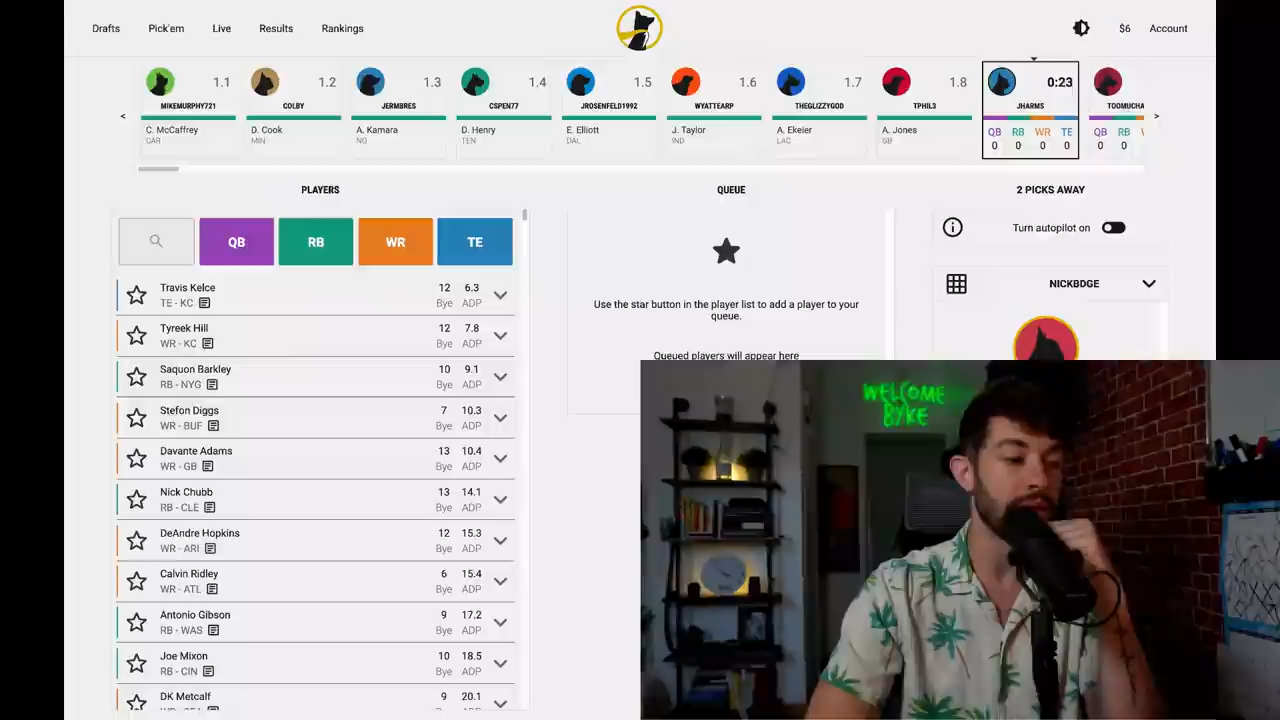 Drafts Pick'em Live Results Rankings $6 Account
1.1 1.2 1.3 1.4 1.5 1.6 1.7 1.8 0:23
MIKEMURPHY721 COLBY JERMBRES CSPEN77 JROSENFELD1992 WYATTEARP THEGLIZZYGOD TPHIL3 JHARMS TOOMUCHA
C. McCaffrey D. Cook A. Kamara D. Henry E. Elliott J. Taylor A. Ekeler A. Jones QB RB WR TE QB RB
CAR MIN NG TEN DAL IND LAC GB 0 0 0 0 0 0
< >
PLAYERS QUEUE 2 PICKS AWAY
QB RB WR TE
Turn autopilot on
NICKBDGE
Use the star button in the player list to add a player to your
queue.
Queued players will appear here
Travis Kelce 12 6.3
TE - KC Bye ADP
Tyreek Hill 12 7.8
WR - KC Bye ADP
Saquon Barkley 10 9.1
RB - NYG Bye ADP
Stefon Diggs 7 10.3
WR - BUF Bye ADP
Davante Adams 13 10.4
WR - GB Bye ADP
Nick Chubb 13 14.1
RB - CLE Bye ADP
DeAndre Hopkins 12 15.3
WR - ARI Bye ADP
Calvin Ridley 6 15.4
WR - ATL Bye ADP
Antonio Gibson 9 17.2
RB - WAS Bye ADP
Joe Mixon 10 18.5
RB - CIN Bye ADP
DK Metcalf 9 20.1
WELCOME
BYKE